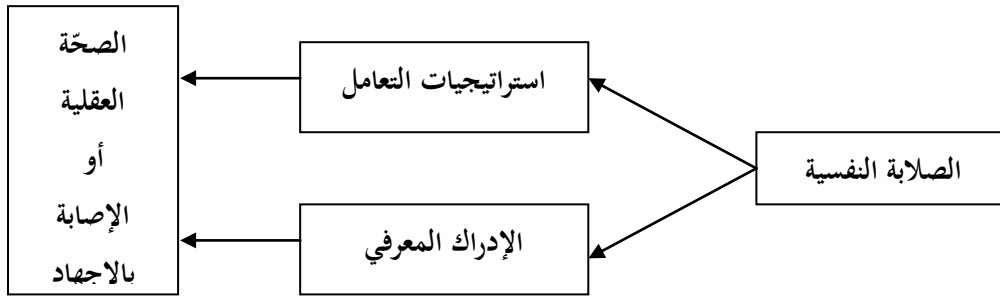 الصلابة النفسية
استراتيجيات التعامل
الإدراك المعرفي
الصحّة
العقلية
أو
الإصابة
بالاجهاد